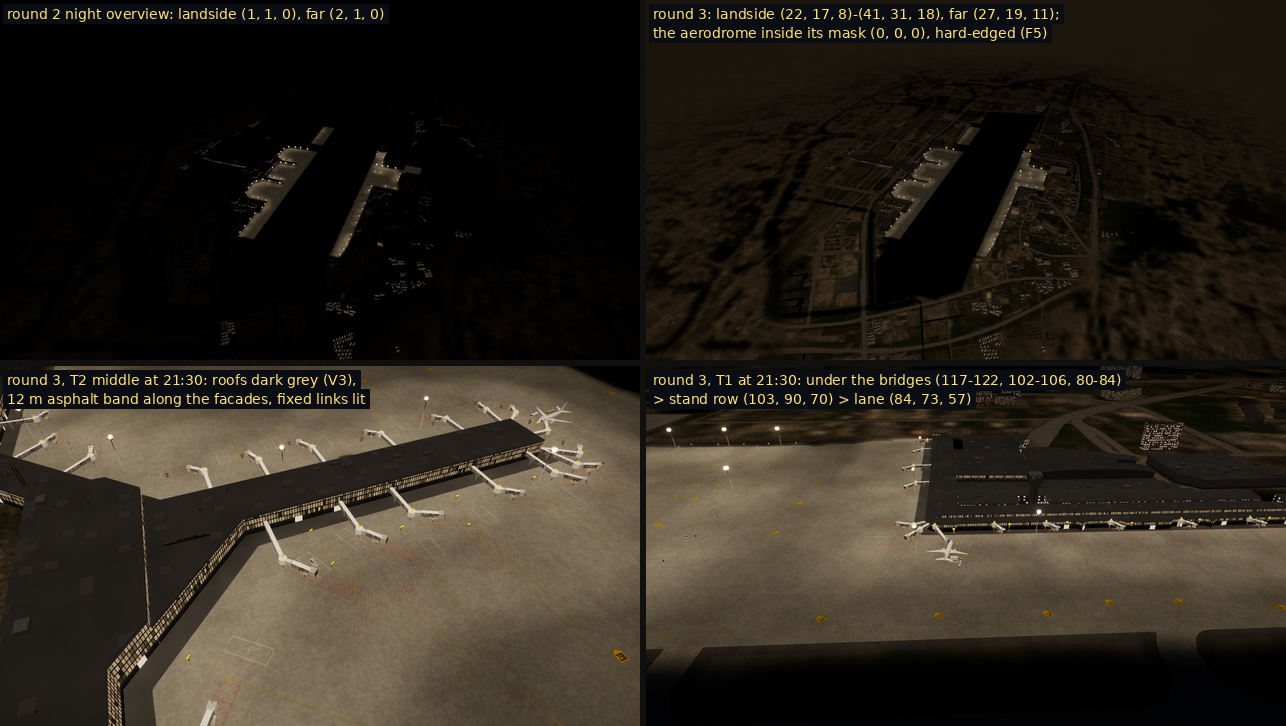 round 2 night overview: landside (1, 1, 0), far (2, 1, 0)
round 3: landside (22, 17, 8)-(41, 31, 18), far (27, 19, 11);
the aerodrome inside its mask (0, 0, 0), hard-edged (F5)
round 3, T2 middle at 21:30: roofs dark grey (V3),
12 m asphalt band along the facades, fixed links lit
round 3, T1 at 21:30: under the bridges (117-122, 102-106, 80-84)
> stand row (103, 90, 70) > lane (84, 73, 57)